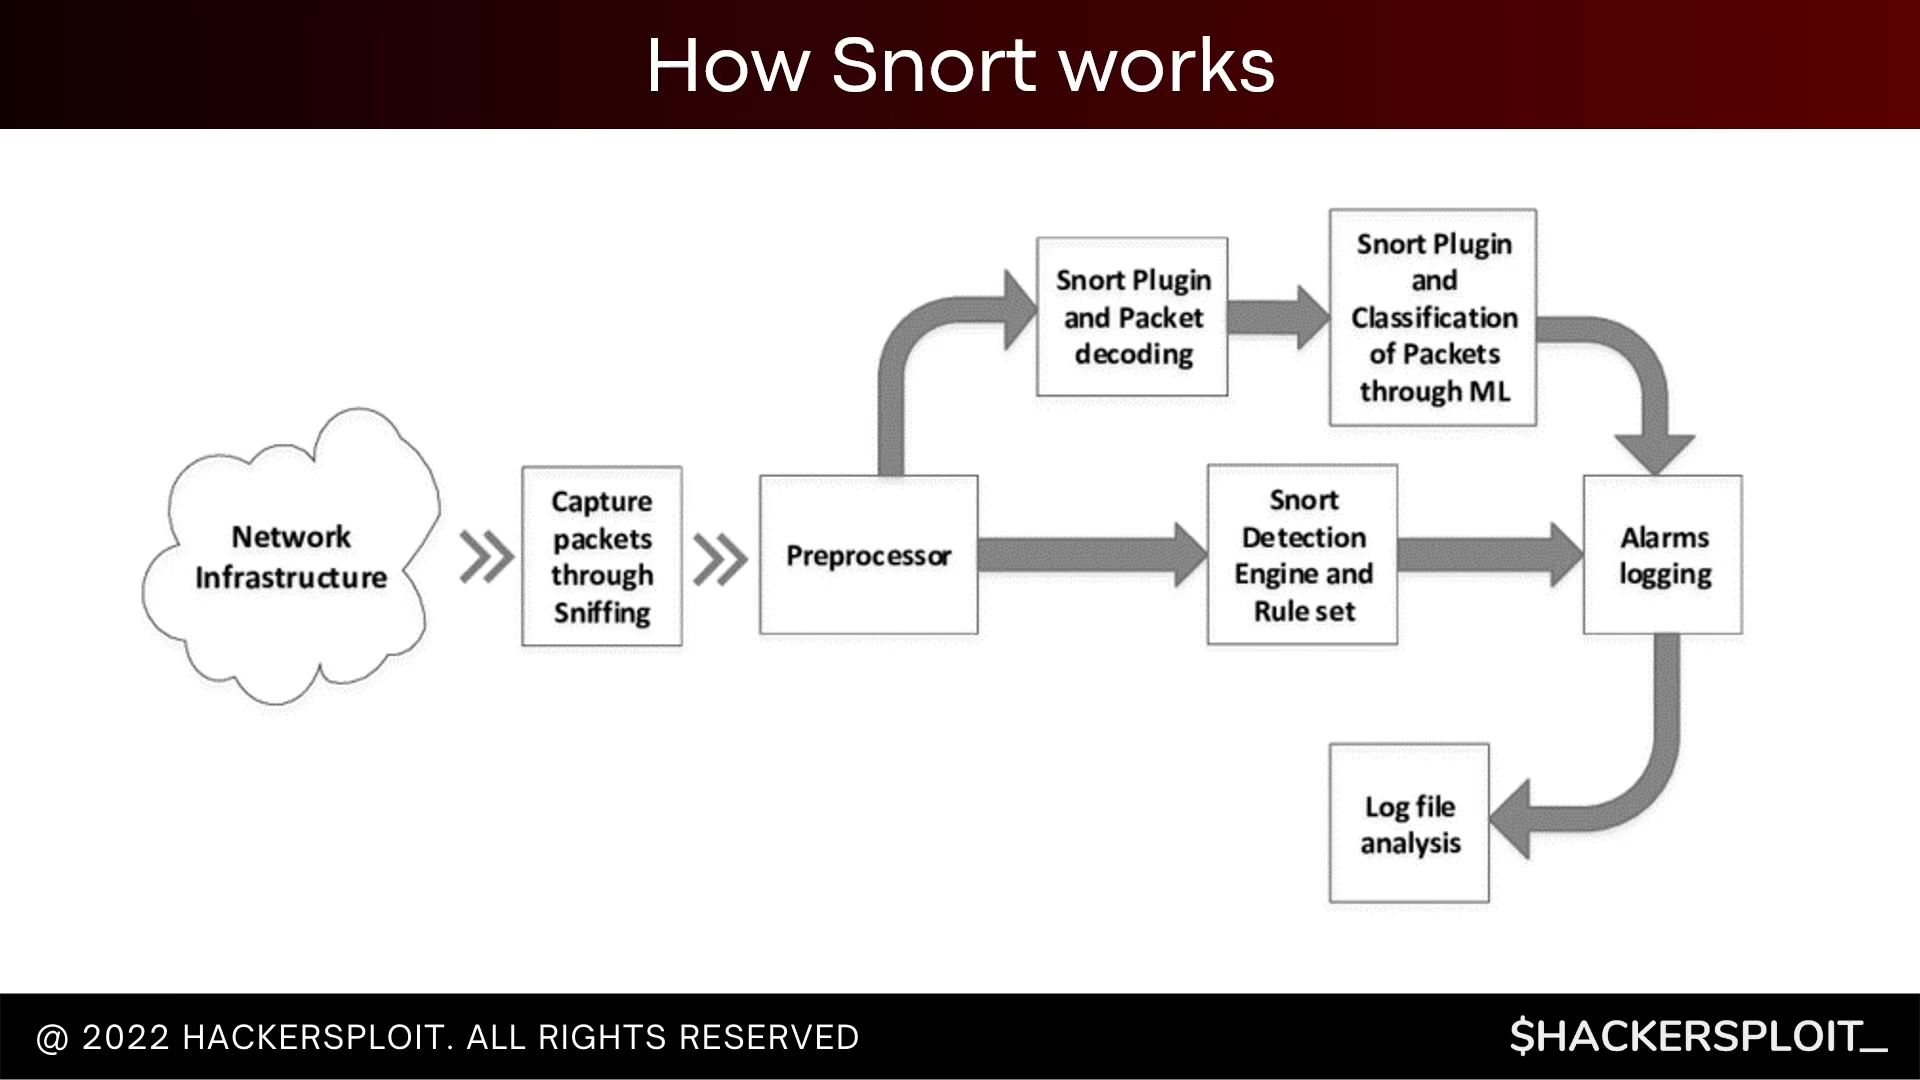 How Snort works
Snort Plugin
and Packet
decoding
Snort Plugin
and
Classification
of Packets
through ML
Network
Infrastructure
Capture
packets
through
Sniffing
Preprocessor
Snort
Detection
Engine and
Rule set
Alarms
logging
Log file
analysis
@ 2022 HACKERSPLOIT. ALL RIGHTS RESERVED
$HACKERSPLOIT_